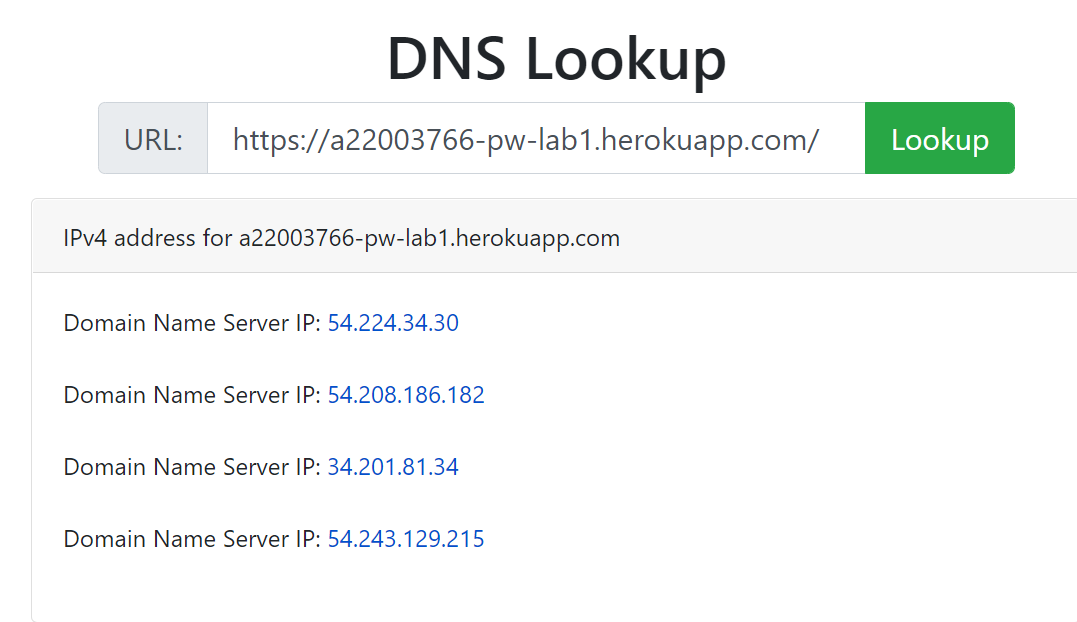 DNS Lookup
URL: https://a22003766-pw-lab1.herokuapp.com/ Lookup
IPv4 address for a22003766-pw-lab1.herokuapp.com
Domain Name Server IP: 54.224.34.30
Domain Name Server IP: 54.208.186.182
Domain Name Server IP: 34.201.81.34
Domain Name Server IP: 54.243.129.215